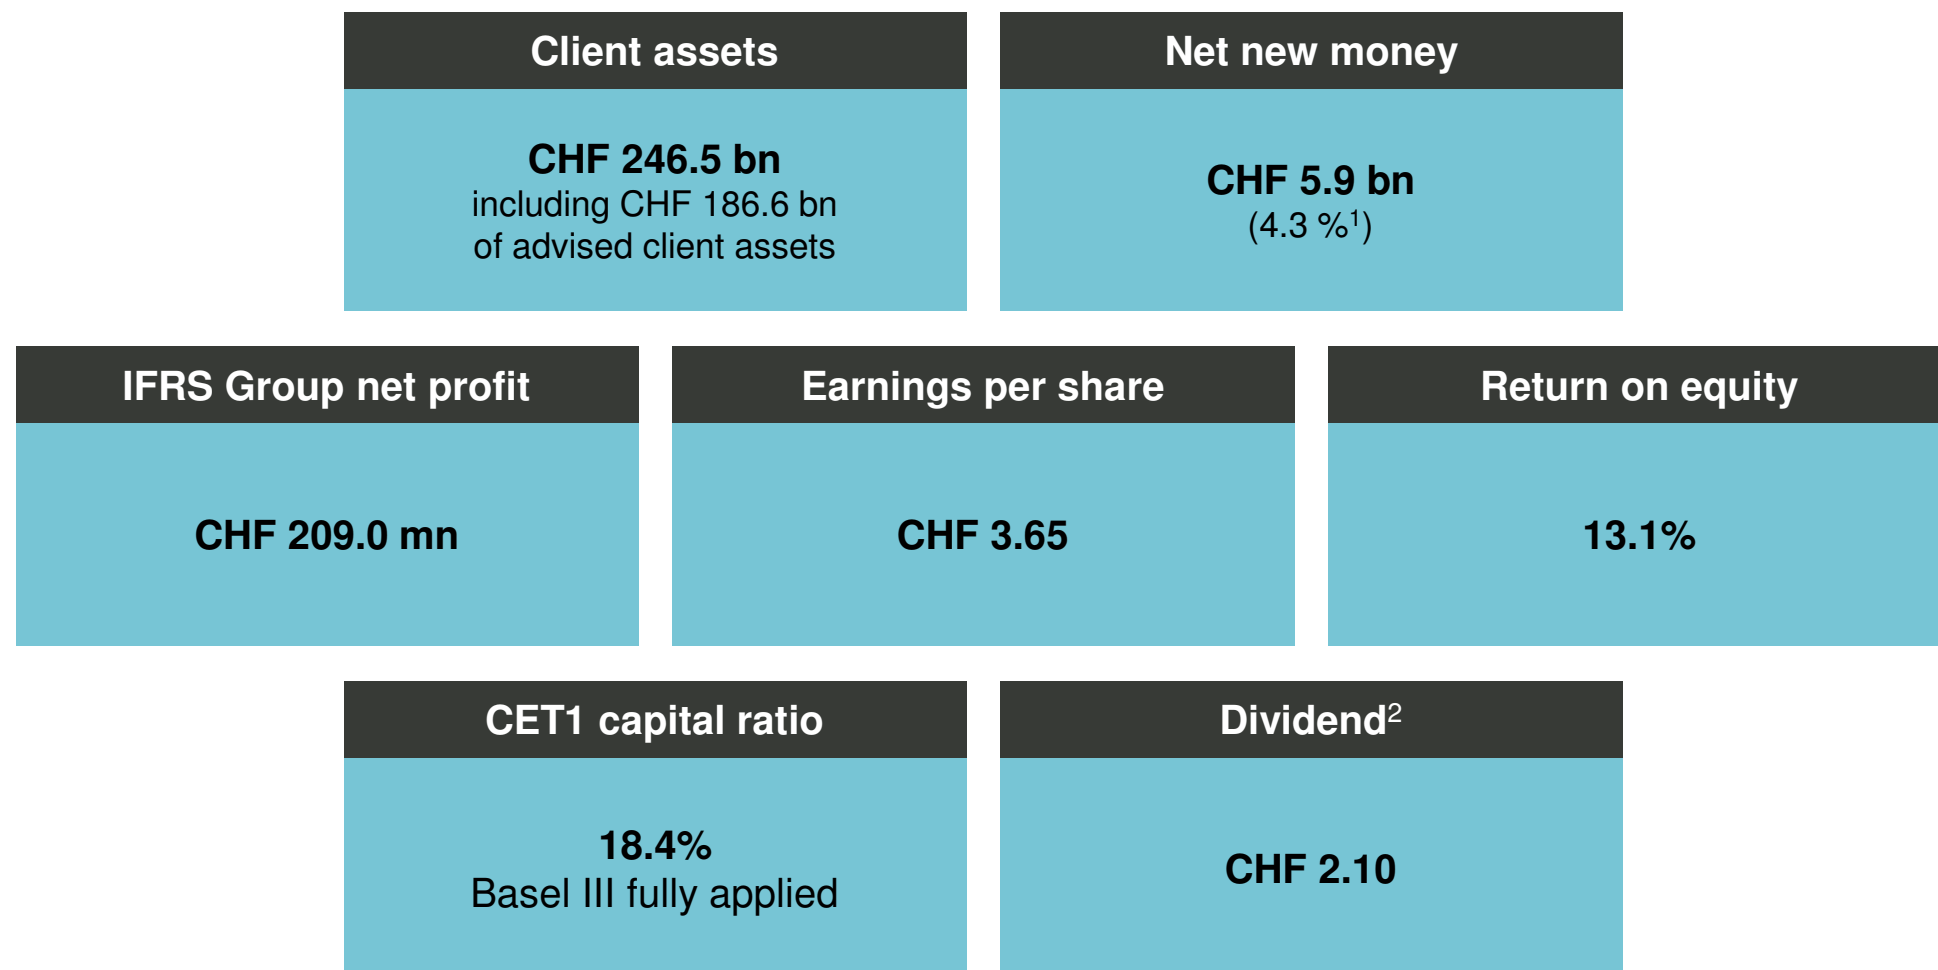 Client assets
CHF 246.5 bn
including CHF 186.6 bn
of advised client assets
Net new money
CHF 5.9 bn
(4.3 %¹)
IFRS Group net profit
CHF 209.0 mn
Earnings per share
CHF 3.65
Return on equity
13.1%
CET1 capital ratio
18.4%
Basel III fully applied
Dividend²
CHF 2.10